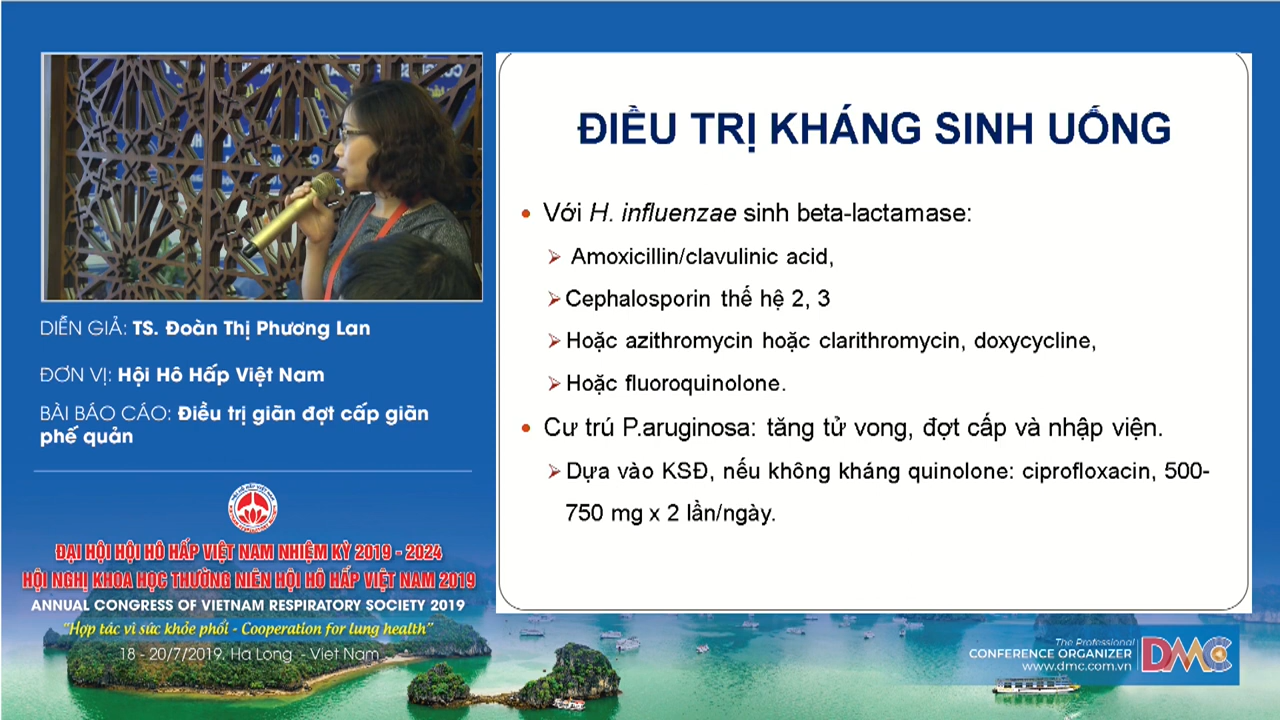 DIỄN GIẢ: TS. Đoàn Thị Phương Lan
ĐƠN VỊ: Hội Hô Hấp Việt Nam
BÀI BÁO CÁO: Điều trị giãn đợt cấp giãn
phế quản
ĐẠI HỘI HỘI HÔ HẤP VIỆT NAM NHIỆM KỲ 2019 - 2024
HỘI NGHỊ KHOA HỌC THƯỜNG NIÊN HỘI HÔ HẤP VIỆT NAM 2019
ANNUAL CONGRESS OF VIETNAM RESPIRATORY SOCIETY 2019
"Hợp tác vì sức khỏe phổi - Cooperation for lung health"
18 - 20/7/2019. Ha Long - Viet Nam
ĐIỀU TRỊ KHÁNG SINH UỐNG
Với H. influenzae sinh beta-lactamase:
Amoxicillin/clavulinic acid,
Cephalosporin thế hệ 2, 3
Hoặc azithromycin hoặc clarithromycin, doxycycline,
Hoặc fluoroquinolone.
Cư trú P.aruginosa: tăng tử vong, đợt cấp và nhập viện.
Dựa vào KSĐ, nếu không kháng quinolone: ciprofloxacin, 500-
750 mg x 2 lần/ngày.
The Professional
CONFERENCE ORGANIZER
www.dmc.com.vn
DMC